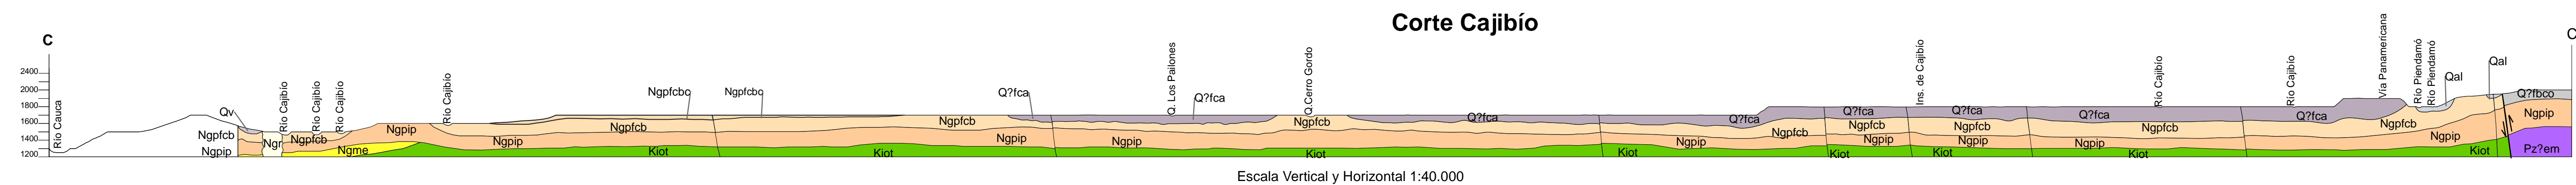 Corte Cajibío
C
C
2400
2000
1800
1600
1400
1200
Río Cauca
Ngpfcb
Ngpip
Qv
Ngr
Río Cajibío
Río Cajibío
Río Cajibío
Ngpfcb
Ngme
Ngpip
Río Cajibío
Ngpip
Ngpfcb
Kiot
Ngpfcbc
Ngpfcbc
Kiot
Ngpfcb
Q?fca
Ngpip
Ngpip
Q. Los Pailones
Q?fca
Q.Cerro Gordo
Ngpfcb
Kiot
Q?fca
Kiot
Ngpip
Q?fca
Ngpfcb
Q?fca
Ngpfcb
Ngpip
Kiot
Ins. de Cajibío
Q?fca
Ngpfcb
Ngpip
Kiot
Q?fca
Ngpip
Río Cajibío
Ngpfcb
Kiot
Río Cajibío
Q?fca
Vía Panamericana
Ngpfcb
Río Piendamó
Río Piendamó
Qal
Ngpip
Kiot
Qal
Q?fbco
Ngpip
Pz?em
Escala Vertical y Horizontal 1:40.000